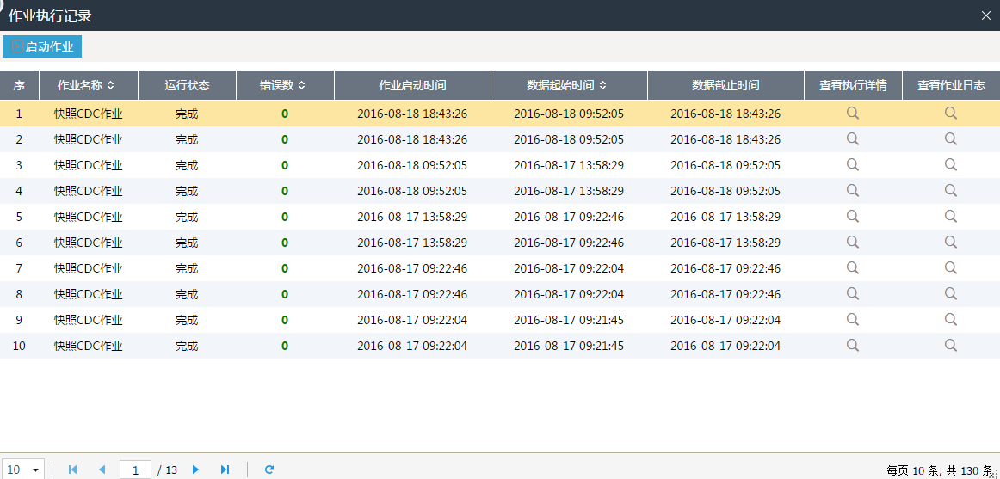 作业执行记录
启动作业
序 作业名称 运行状态 错误数 作业启动时间 数据起始时间 数据截止时间 查看执行详情 查看作业日志
1 快照CDC作业 完成 0 2016-08-18 18:43:26 2016-08-18 09:52:05 2016-08-18 18:43:26
2 快照CDC作业 完成 0 2016-08-18 18:43:26 2016-08-18 09:52:05 2016-08-18 18:43:26
3 快照CDC作业 完成 0 2016-08-18 09:52:05 2016-08-17 13:58:29 2016-08-18 09:52:05
4 快照CDC作业 完成 0 2016-08-18 09:52:05 2016-08-17 13:58:29 2016-08-18 09:52:05
5 快照CDC作业 完成 0 2016-08-17 13:58:29 2016-08-17 09:22:46 2016-08-17 13:58:29
6 快照CDC作业 完成 0 2016-08-17 13:58:29 2016-08-17 09:22:46 2016-08-17 13:58:29
7 快照CDC作业 完成 0 2016-08-17 09:22:46 2016-08-17 09:22:04 2016-08-17 09:22:46
8 快照CDC作业 完成 0 2016-08-17 09:22:46 2016-08-17 09:22:04 2016-08-17 09:22:46
9 快照CDC作业 完成 0 2016-08-17 09:22:04 2016-08-17 09:21:45 2016-08-17 09:22:04
10 快照CDC作业 完成 0 2016-08-17 09:22:04 2016-08-17 09:21:45 2016-08-17 09:22:04
10 1 / 13 每页 10 条, 共 130 条